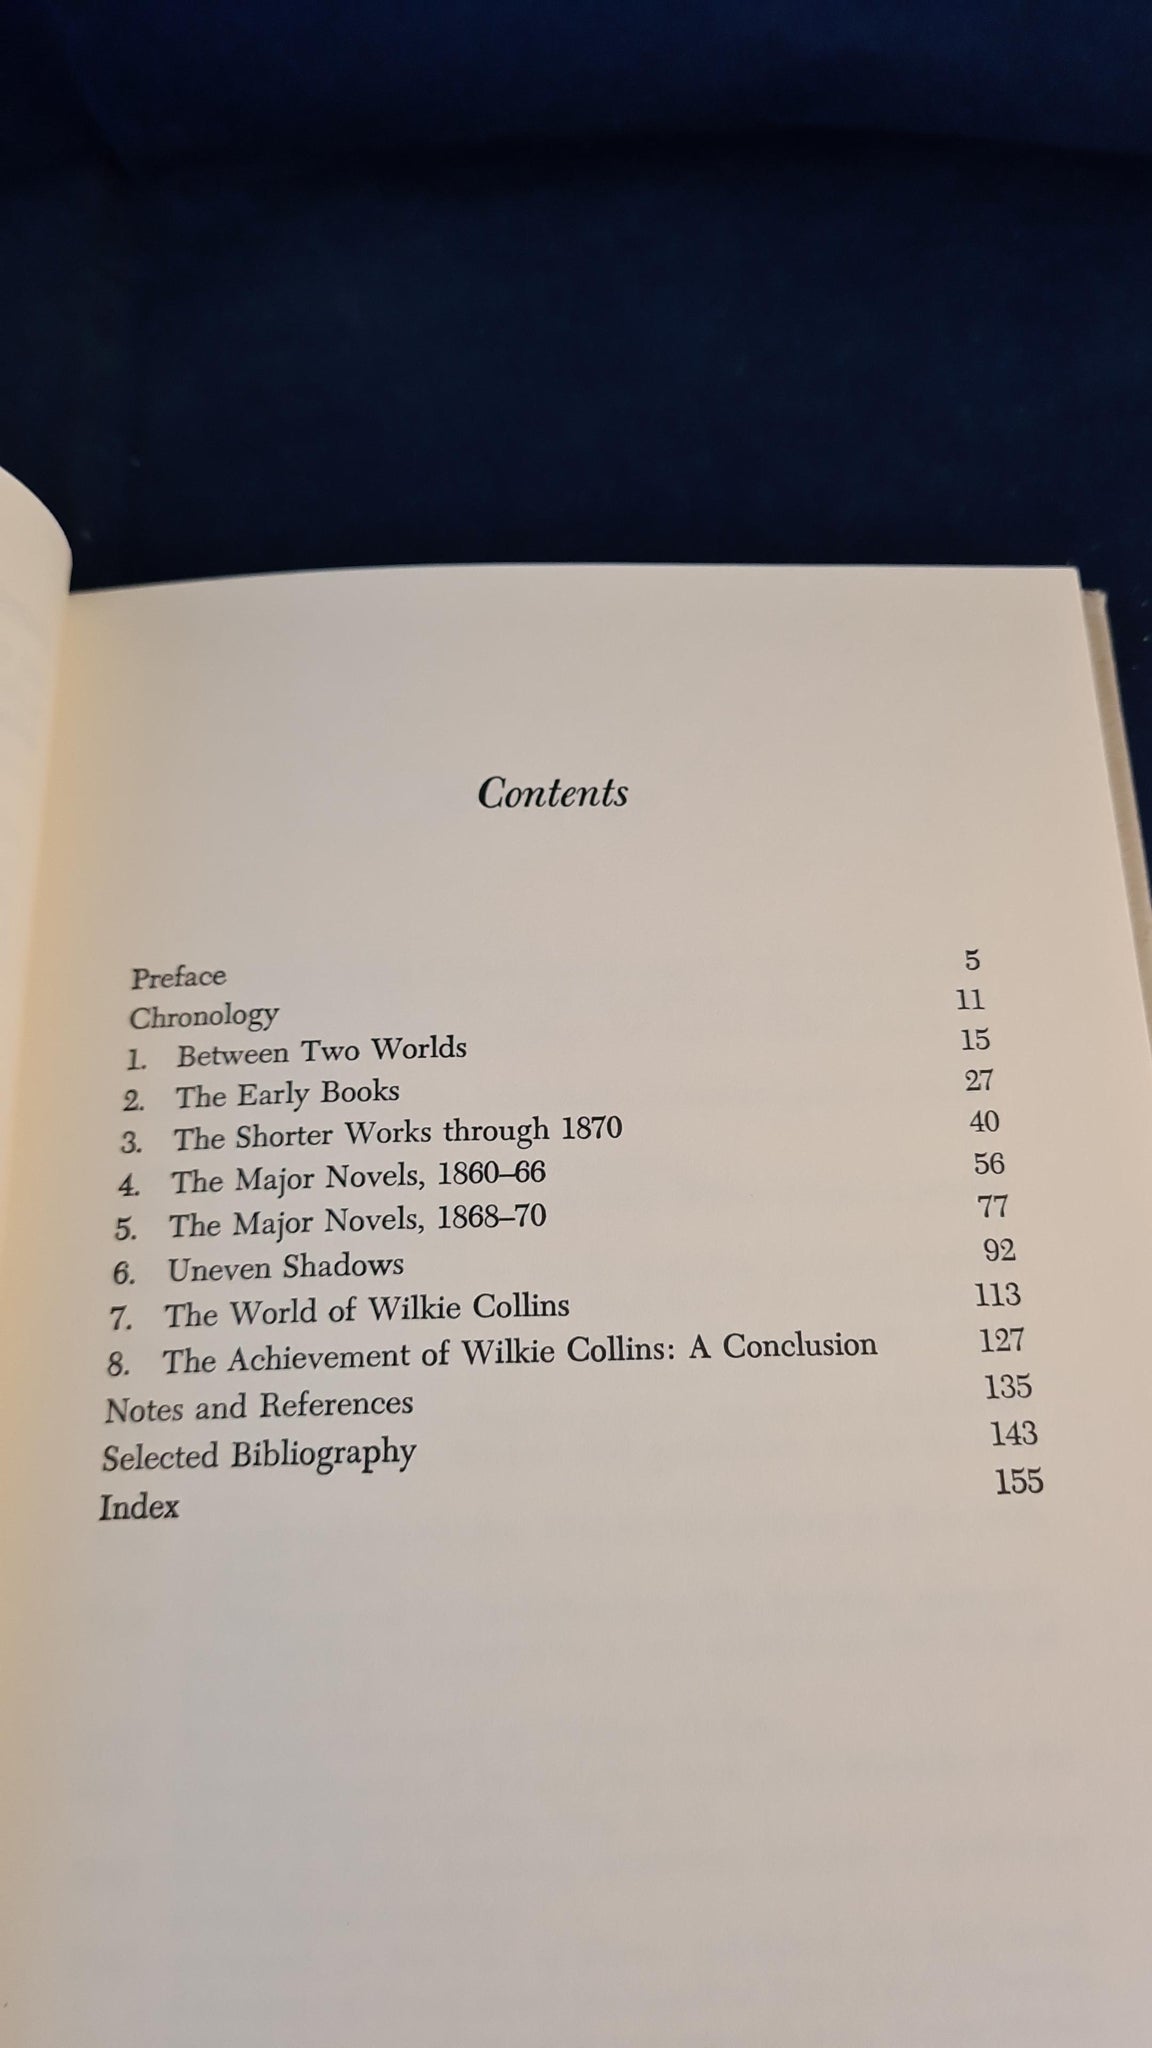 Contents
Preface 5
Chronology 11
1. Between Two Worlds 15
2. The Early Books 27
3. The Shorter Works through 1870 40
4. The Major Novels, 1860–66 56
5. The Major Novels, 1868–70 77
6. Uneven Shadows 92
7. The World of Wilkie Collins 113
8. The Achievement of Wilkie Collins: A Conclusion 127
Notes and References 135
Selected Bibliography 143
Index 155